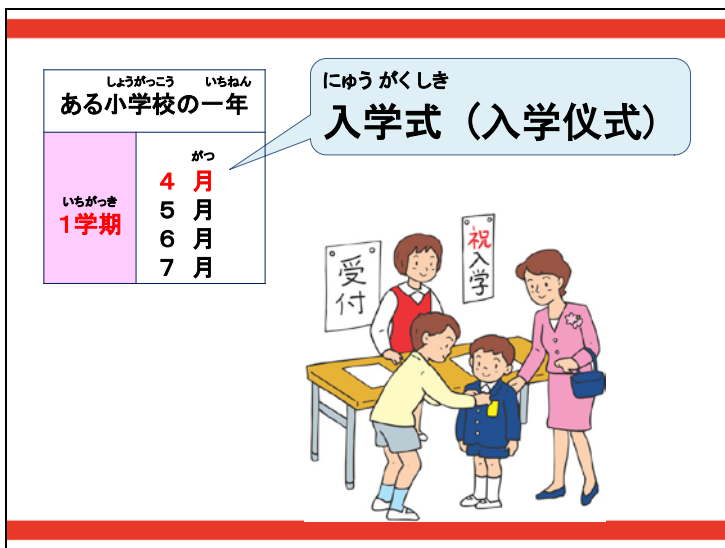 しょうがっこう いちねん
ある小学校の一年
にゅう がくしき
入学式（入学仪式）
いちがっき
1学期
がつ
４ 月
５ 月
６ 月
７ 月
受付
祝入学